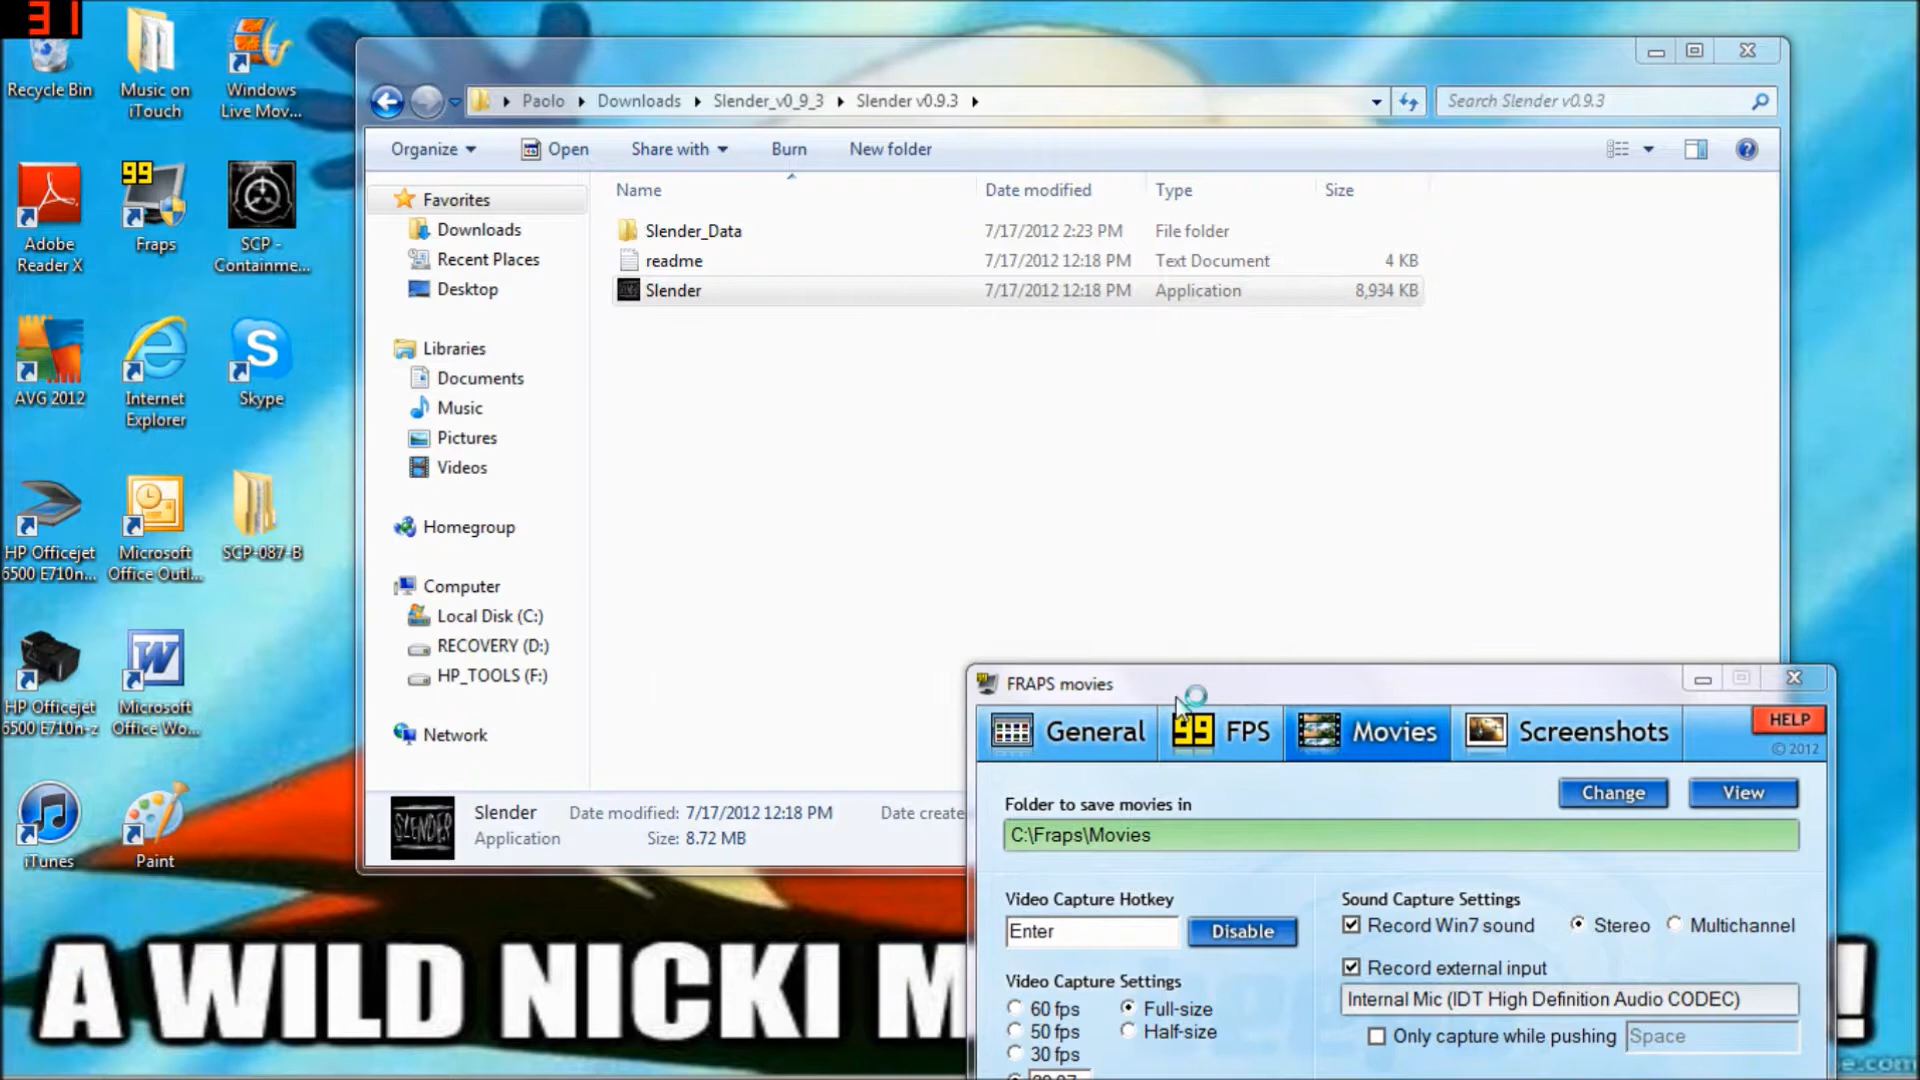 31
Recycle Bin
Music on
iTouch
Windows
Live Mov...
Adobe
Reader X
99
Fraps
SCP -
Containme...
AVG 2012
Internet
Explorer
Skype
HP Officejet
6500 E710n...
Microsoft
Office Outl...
SCP-087-B
HP Officejet
6500 E710n-z
Microsoft
Office Wo...
iTunes
Paint
Paolo
Downloads
Slender_v0_9_3
Slender v0.9.3
Search Slender v0.9.3
Organize
Open
Share with
Burn
New folder
Favorites
Downloads
Recent Places
Desktop
Libraries
Documents
Music
Pictures
Videos
Homegroup
Computer
Local Disk (C:)
RECOVERY (D:)
HP_TOOLS (F:)
Network
Name Date modified Type Size
Slender_Data 7/17/2012 2:23 PM File folder
readme 7/17/2012 12:18 PM Text Document 4 KB
Slender 7/17/2012 12:18 PM Application 8,934 KB
SLENDER
Slender Date modified: 7/17/2012 12:18 PM Date create
Application Size: 8.72 MB
FRAPS movies
General
99 FPS
Movies
Screenshots
HELP
© 2012
Folder to save movies in
Change
View
C:\Fraps\Movies
Video Capture Hotkey
Enter
Disable
Video Capture Settings
60 fps
50 fps
30 fps
Full-size
Half-size
Sound Capture Settings
Record Win7 sound
Stereo
Multichannel
Record external input
Internal Mic (IDT High Definition Audio CODEC)
Only capture while pushing
Space
A WILD NICKI M
!